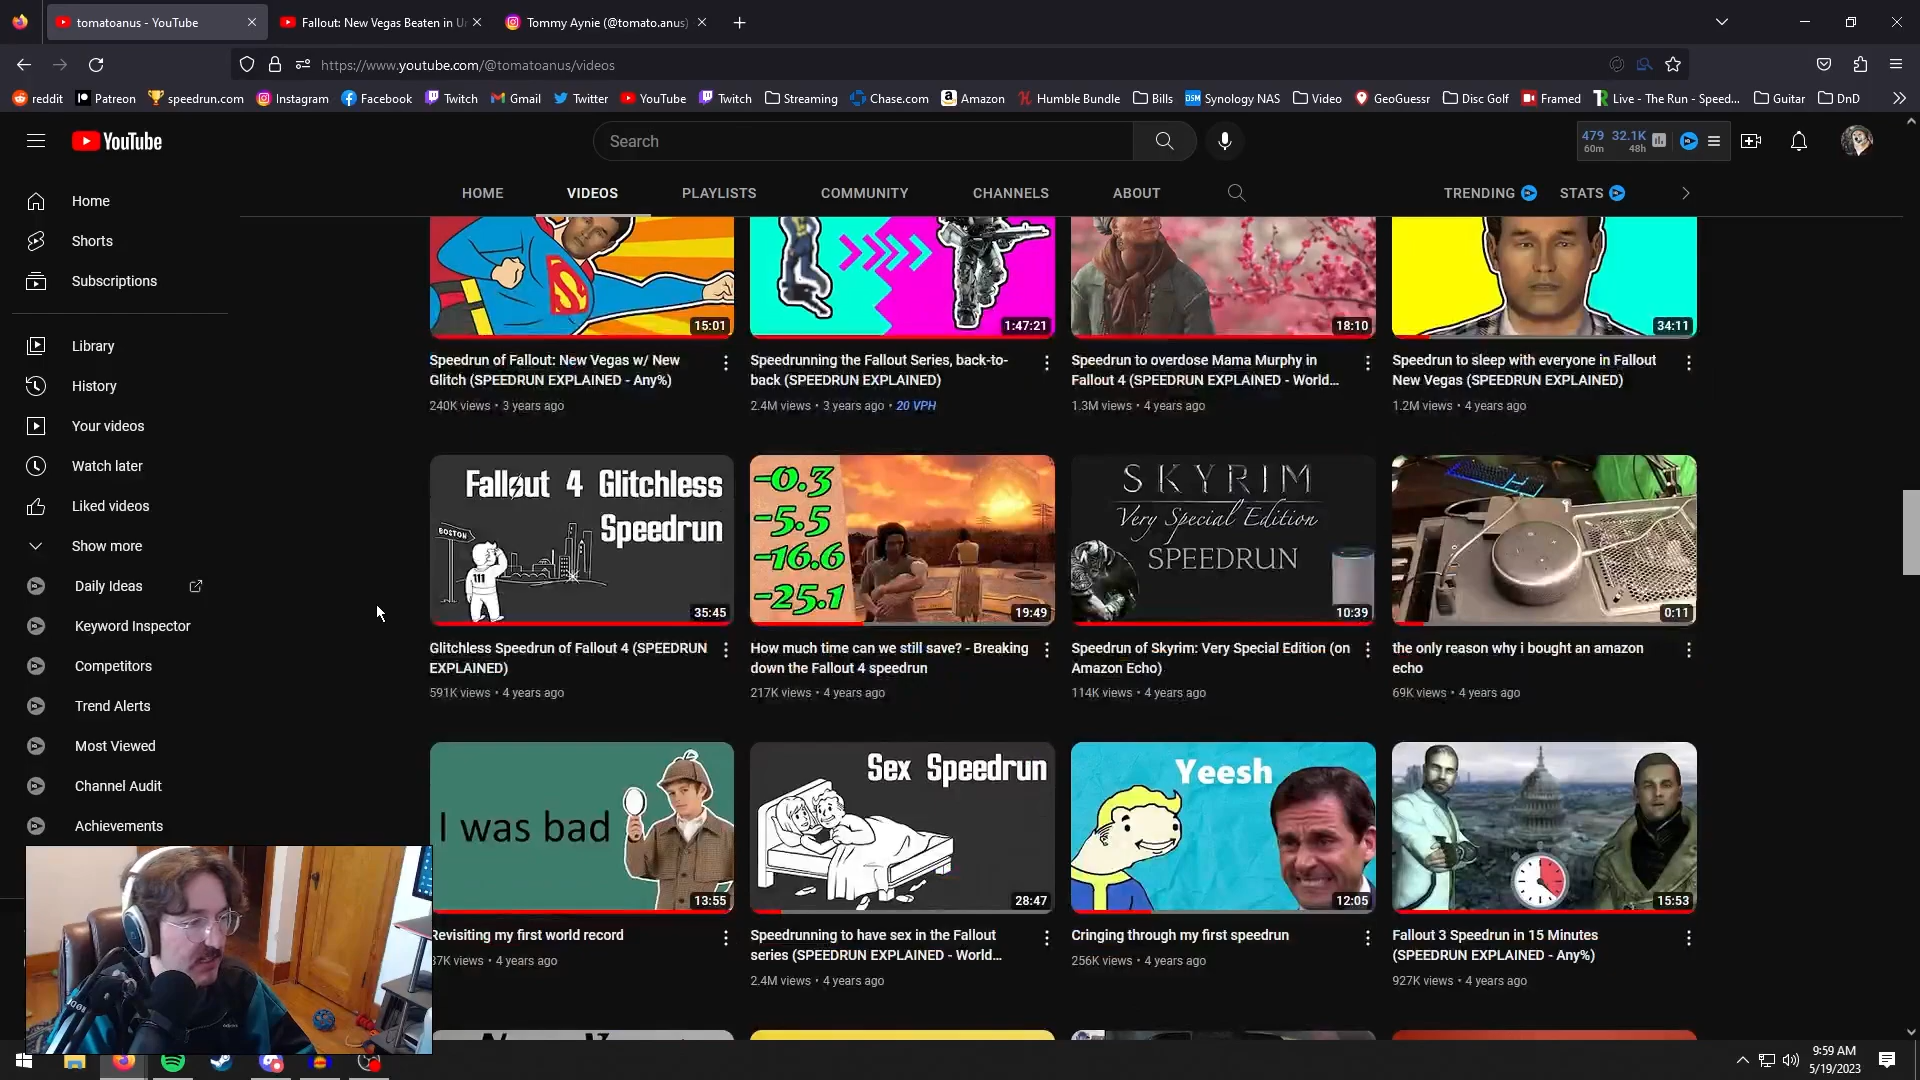 tomatoanus - YouTube
Fallout: New Vegas Beaten in Ur
Tommy Aynie (@tomato.anus)
https://www.youtube.com/@tomatoanus/videos
reddit
Patreon
speedrun.com
Instagram
Facebook
Twitch
Gmail
Twitter
YouTube
Twitch
Streaming
Chase.com
Amazon
Humble Bundle
Bills
DSM
Synology NAS
Video
GeoGuessr
Disc Golf
Framed
Live - The Run - Speed...
Guitar
DnD
YouTube
Search
479 32.1K
60m 48h
HOME
VIDEOS
PLAYLISTS
COMMUNITY
CHANNELS
ABOUT
TRENDING
STATS
Home
Shorts
Subscriptions
Library
History
Your videos
Watch later
Liked videos
Show more
Daily Ideas
Keyword Inspector
Competitors
Trend Alerts
Most Viewed
Channel Audit
Achievements
15:01
1:47:21
18:10
34:11
Speedrun of Fallout: New Vegas w/ New
Glitch (SPEEDRUN EXPLAINED - Any%)
240K views • 3 years ago
Speedrunning the Fallout Series, back-to-
back (SPEEDRUN EXPLAINED)
2.4M views • 3 years ago • 20 VPH
Speedrun to overdose Mama Murphy in
Fallout 4 (SPEEDRUN EXPLAINED - World...
1.3M views • 4 years ago
Speedrun to sleep with everyone in Fallout
New Vegas (SPEEDRUN EXPLAINED)
1.2M views • 4 years ago
Fallout 4 Glitchless
Speedrun
BOSTON
111
35:45
-0.3
-5.5
-16.6
-25.1
19:49
SKYRIM
Very Special Edition
SPEEDRUN
10:39
0:11
Glitchless Speedrun of Fallout 4 (SPEEDRUN
EXPLAINED)
591K views • 4 years ago
How much time can we still save? - Breaking
down the Fallout 4 speedrun
217K views • 4 years ago
Speedrun of Skyrim: Very Special Edition (on
Amazon Echo)
114K views • 4 years ago
the only reason why i bought an amazon
echo
69K views • 4 years ago
I was bad
13:55
Sex Speedrun
28:47
Yeesh
12:05
15:53
Revisiting my first world record
37K views • 4 years ago
Speedrunning to have sex in the Fallout
series (SPEEDRUN EXPLAINED - World...
2.4M views • 4 years ago
Cringing through my first speedrun
256K views • 4 years ago
Fallout 3 Speedrun in 15 Minutes
(SPEEDRUN EXPLAINED - Any%)
927K views • 4 years ago
RODE
9:59 AM
5/19/2023